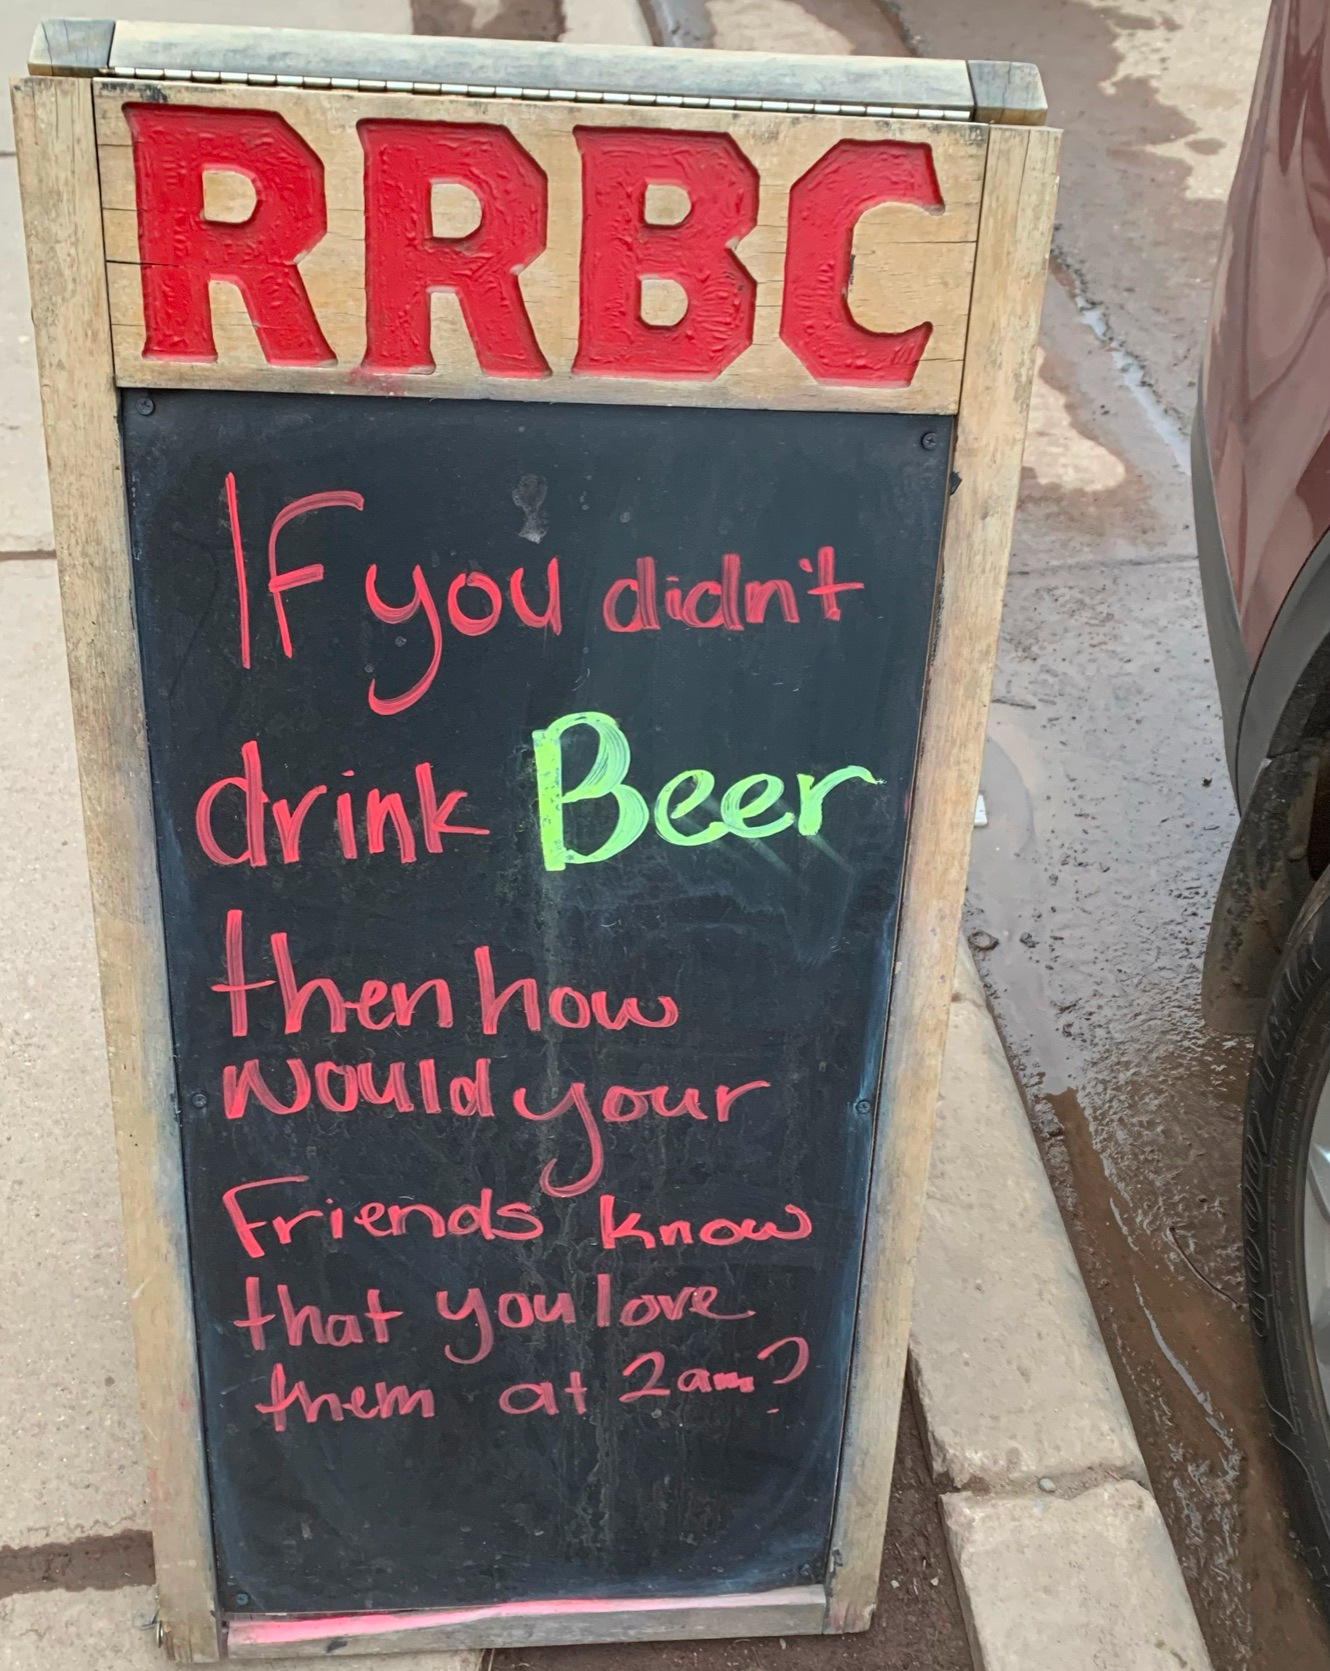 RRBC
If you didn't
drink Beer
then how
would your
Friends know
that you love
them at 2am?